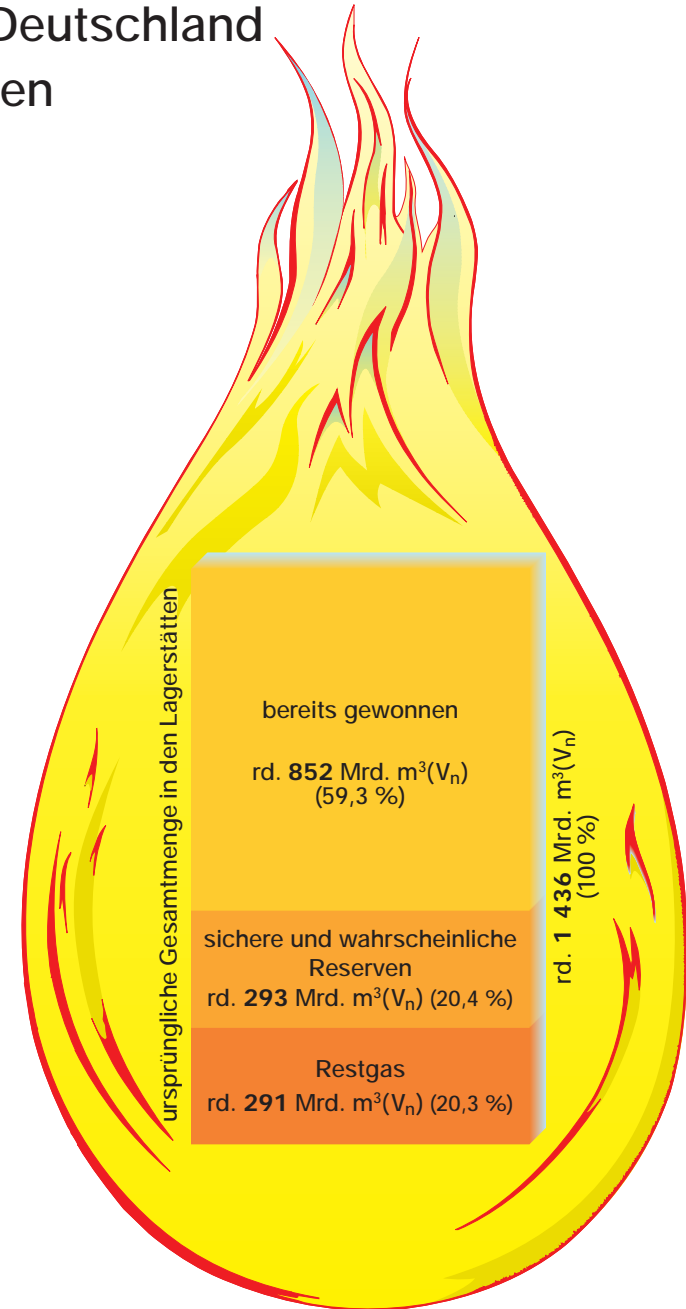 Deutschland
en
ursprüngliche Gesamtmenge in den Lagerstätten
bereits gewonnen
rd. 852 Mrd. m³(Vₙ)
(59,3 %)
sichere und wahrscheinliche
Reserven
rd. 293 Mrd. m³(Vₙ) (20,4 %)
Restgas
rd. 291 Mrd. m³(Vₙ) (20,3 %)
rd. 1 436 Mrd. m³(Vₙ)
(100 %)